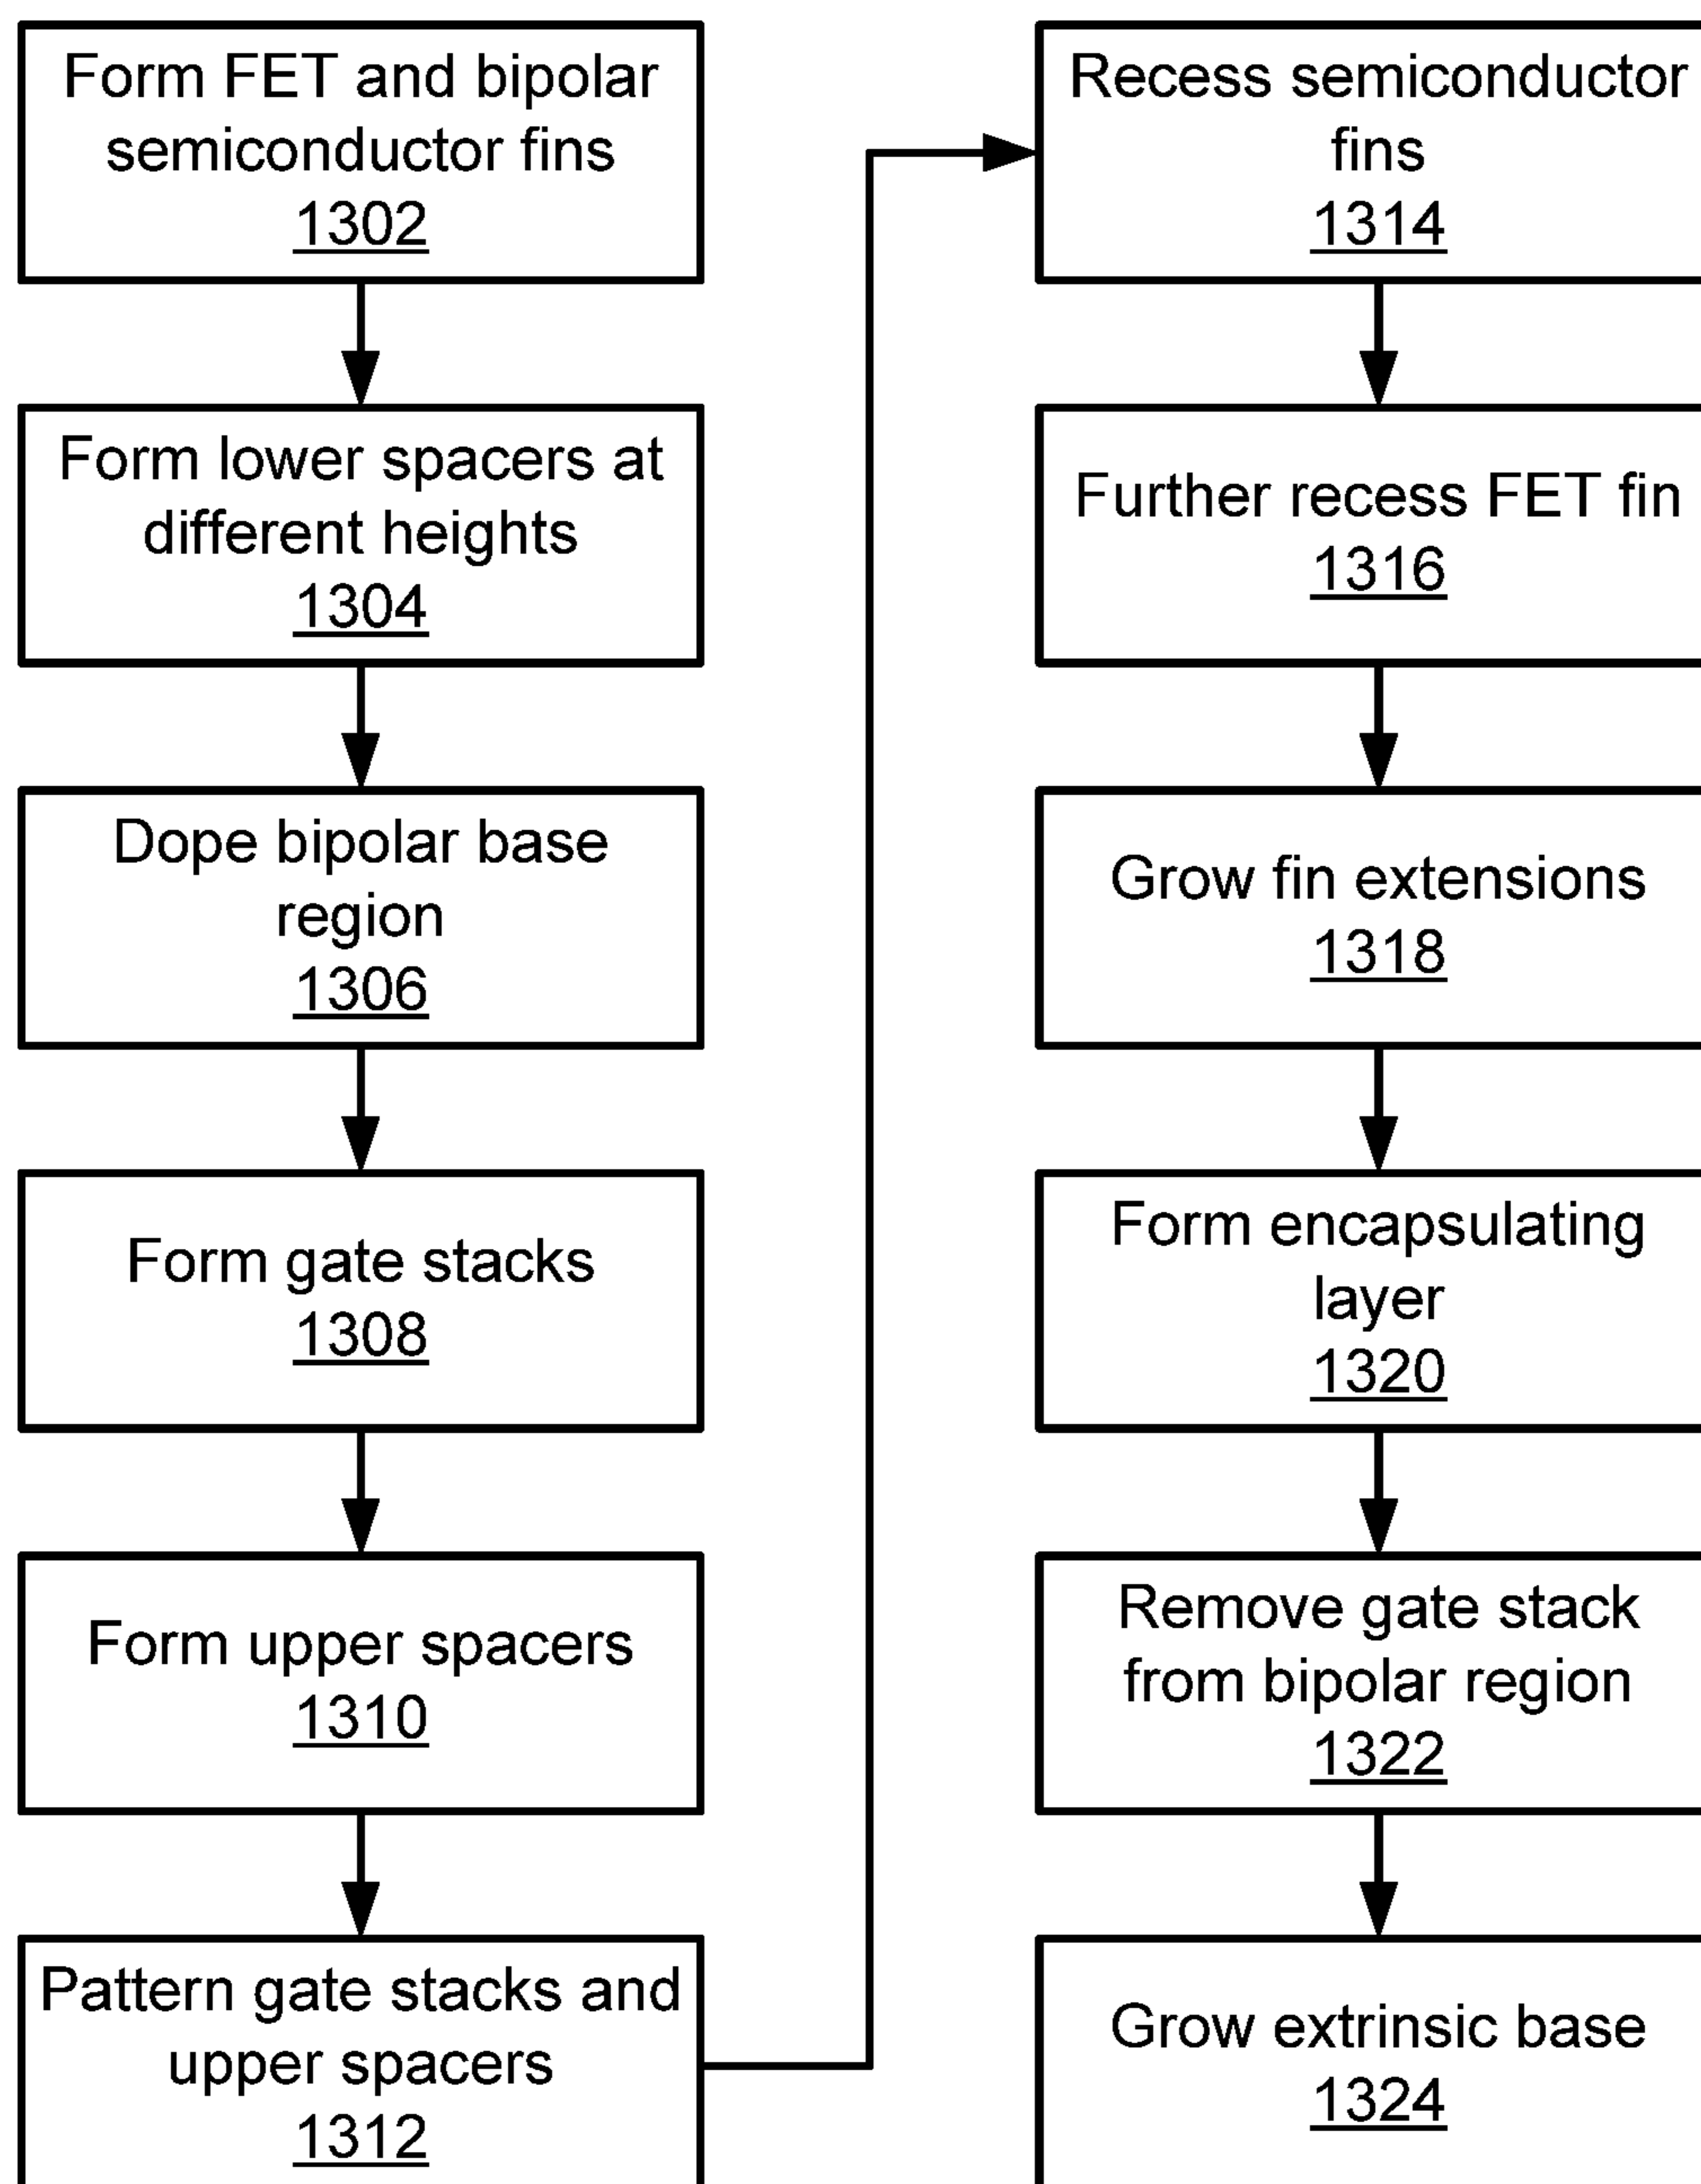 Form FET and bipolar
semiconductor fins
1302
Form lower spacers at
different heights
1304
Dope bipolar base
region
1306
Form gate stacks
1308
Form upper spacers
1310
Pattern gate stacks and
upper spacers
1312
Recess semiconductor
fins
1314
Further recess FET fin
1316
Grow fin extensions
1318
Form encapsulating
layer
1320
Remove gate stack
from bipolar region
1322
Grow extrinsic base
1324